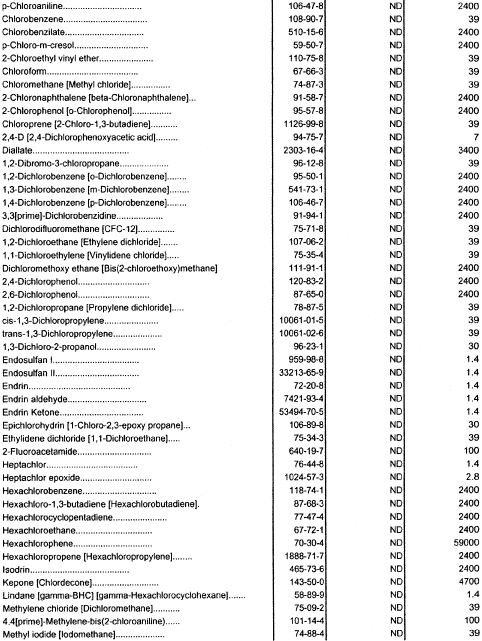 p-Chloroaniline................................ 106-47-8 ND 2400
Chlorobenzene................................ 108-90-7 ND 39
Chlorobenzilate................................ 510-15-6 ND 2400
p-Chloro-m-cresol............................ 59-50-7 ND 2400
2-Chloroethyl vinyl ether.................... 110-75-8 ND 39
Chloroform...................................... 67-66-3 ND 39
Chloromethane [Methyl chloride]................ 74-87-3 ND 39
2-Chloronaphthalene [beta-Chloronaphthalene]... 91-58-7 ND 2400
2-Chlorophenol [o-Chlorophenol]................ 95-57-8 ND 2400
Chloroprene [2-Chloro-1,3-butadiene]........... 1126-99-8 ND 39
2,4-D [2,4-Dichlorophenoxyacetic acid]......... 94-75-7 ND 7
Diallate........................................ 2303-16-4 ND 3400
1,2-Dibromo-3-chloropropane.................... 96-12-8 ND 39
1,2-Dichlorobenzene [o-Dichlorobenzene]........ 95-50-1 ND 2400
1,3-Dichlorobenzene [m-Dichlorobenzene]........ 541-73-1 ND 2400
1,4-Dichlorobenzene [p-Dichlorobenzene]........ 106-46-7 ND 2400
3,3[prime]-Dichlorobenzidine................... 91-94-1 ND 2400
Dichlorodifluoromethane [CFC-12]............... 75-71-8 ND 39
1,2-Dichloroethane [Ethylene dichloride]....... 107-06-2 ND 39
1,1-Dichloroethylene [Vinylidene chloride]..... 75-35-4 ND 39
Dichloromethoxy ethane [Bis(2-chloroethoxy)methane] 111-91-1 ND 2400
2,4-Dichlorophenol............................. 120-83-2 ND 2400
2,6-Dichlorophenol............................. 87-65-0 ND 2400
1,2-Dichloropropane [Propylene dichloride]..... 78-87-5 ND 39
cis-1,3-Dichloropropylene...................... 10061-01-5 ND 39
trans-1,3-Dichloropropylene.................... 10061-02-6 ND 39
1,3-Dichloro-2-propanol........................ 96-23-1 ND 30
Endosulfan I.................................... 959-98-8 ND 1.4
Endosulfan II................................... 33213-65-9 ND 1.4
Endrin.......................................... 72-20-8 ND 1.4
Endrin aldehyde................................. 7421-93-4 ND 1.4
Endrin Ketone................................... 53494-70-5 ND 1.4
Epichlorohydrin [1-Chloro-2,3-epoxy propane]... 106-89-8 ND 30
Ethylidene dichloride [1,1-Dichloroethane]..... 75-34-3 ND 39
2-Fluoroacetamide............................... 640-19-7 ND 100
Heptachlor...................................... 76-44-8 ND 1.4
Heptachlor epoxide.............................. 1024-57-3 ND 2.8
Hexachlorobenzene............................... 118-74-1 ND 2400
Hexachloro-1,3-butadiene [Hexachlorobutadiene]. 87-68-3 ND 2400
Hexachlorocyclopentadiene...................... 77-47-4 ND 2400
Hexachloroethane................................ 67-72-1 ND 2400
Hexachlorophene................................. 70-30-4 ND 59000
Hexachloropropene [Hexachloropropylene]........ 1888-71-7 ND 2400
Isodrin......................................... 465-73-6 ND 2400
Kepone [Chlordecone]........................... 143-50-0 ND 4700
Lindane [gamma-BHC] [gamma-Hexachlorocyclohexane]....... 58-89-9 ND 1.4
Methylene chloride [Dichloromethane]........... 75-09-2 ND 39
4.4[prime]-Methylene-bis(2-chloroaniline)...... 101-14-4 ND 100
Methyl iodide [Iodomethane].................... 74-88-4 ND 39